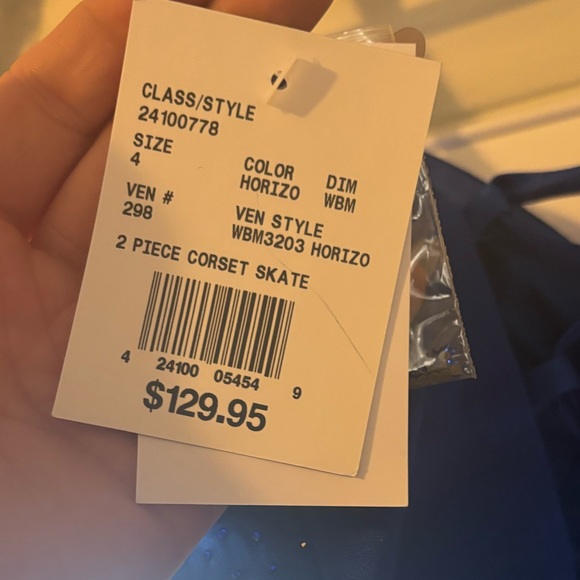 CLASS/STYLE
24100778
SIZE
4
COLOR
HORIZO
DIM
WBM
VEN #
298
VEN STYLE
WBM3203 HORIZO
2 PIECE CORSET SKATE
4 24100 05454 9
$129.95